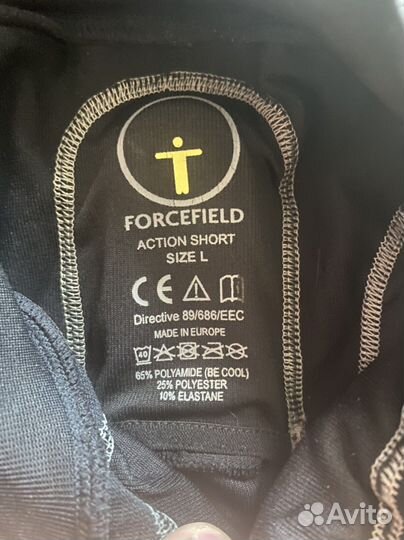 FORCEFIELD
ACTION SHORT
SIZE L
CE
Directive 89/686/EEC
MADE IN EUROPE
40
65% POLYAMIDE (BE COOL)
25% POLYESTER
10% ELASTANE
Avito